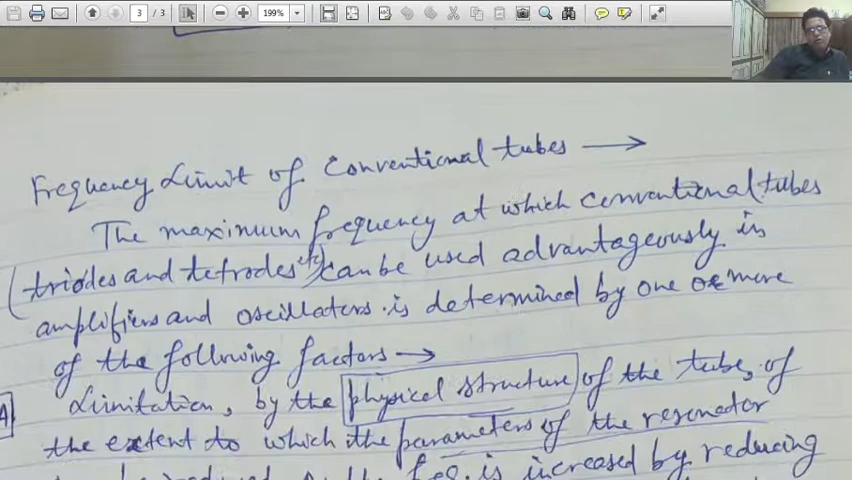 3 / 3
199%
Frequency Limit of Conventional tubes →
The maximum frequency at which conventional tubes
(triodes and tetrodes etc) can be used advantageously in
amplifiers and oscillators is determined by one or more
of the following factors →
A Limitation, by the physical structure of the tube, of
the extent to which the parameters of the resonator
is increased by reducing